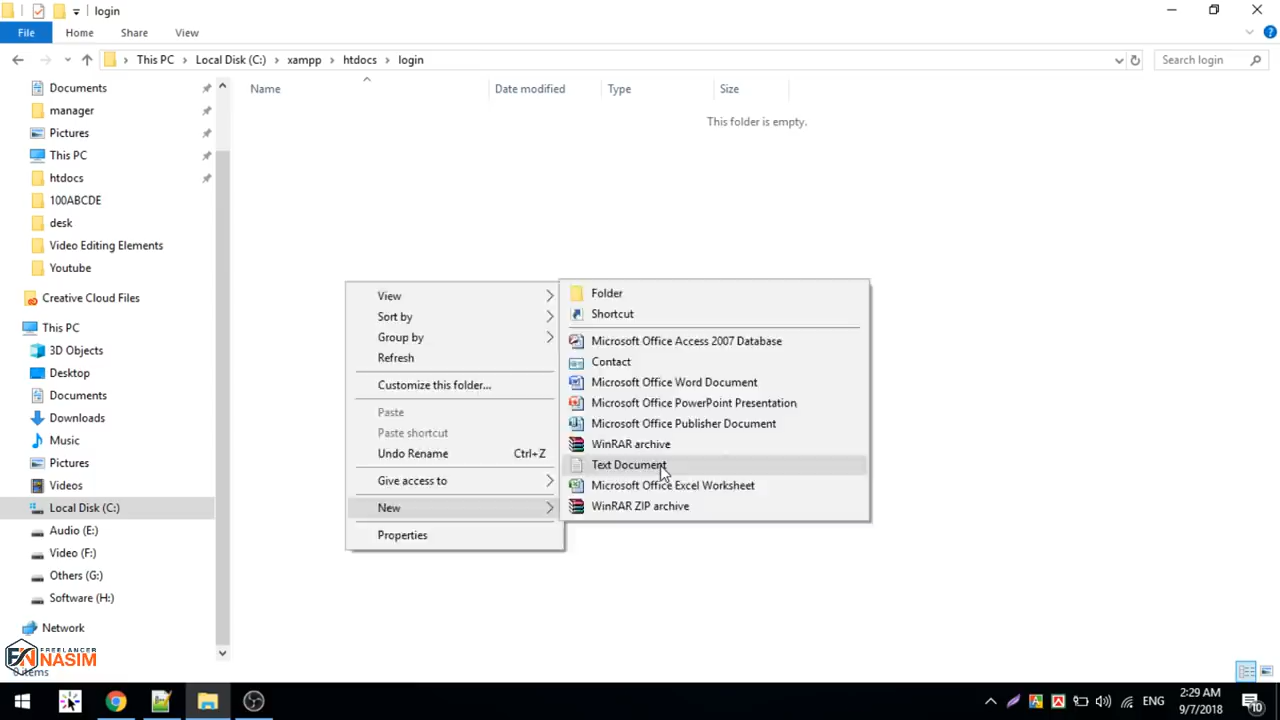 login
File Home Share View
This PC Local Disk (C:) xampp htdocs login Search login
Documents
manager
Pictures
This PC
htdocs
100ABCDE
desk
Video Editing Elements
Youtube
Creative Cloud Files
This PC
3D Objects
Desktop
Documents
Downloads
Music
Pictures
Videos
Local Disk (C:)
Audio (E:)
Video (F:)
Others (G:)
Software (H:)
Network
Name Date modified Type Size
This folder is empty.
View
Sort by
Group by
Refresh
Customize this folder...
Paste
Paste shortcut
Undo Rename Ctrl+Z
Give access to
New
Properties
Folder
Shortcut
Microsoft Office Access 2007 Database
Contact
Microsoft Office Word Document
Microsoft Office PowerPoint Presentation
Microsoft Office Publisher Document
WinRAR archive
Text Document
Microsoft Office Excel Worksheet
WinRAR ZIP archive
FREELANCER
NASIM
0 items
ENG
2:29 AM
9/7/2018
10